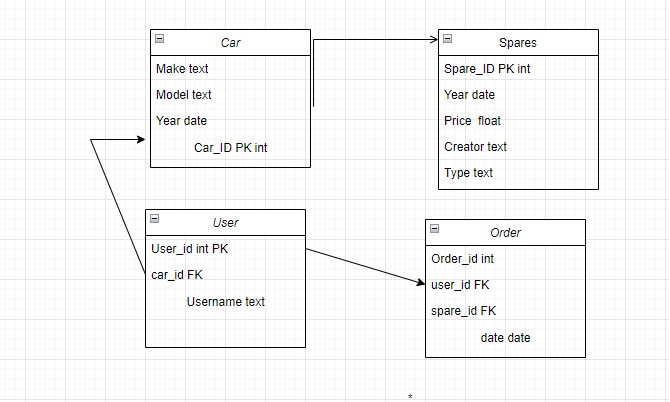 Car
Make text
Model text
Year date
Car_ID PK int
Spares
Spare_ID PK int
Year date
Price  float
Creator text
Type text
User
User_id int PK
car_id FK
Username text
Order
Order_id int
user_id FK
spare_id FK
date date
*